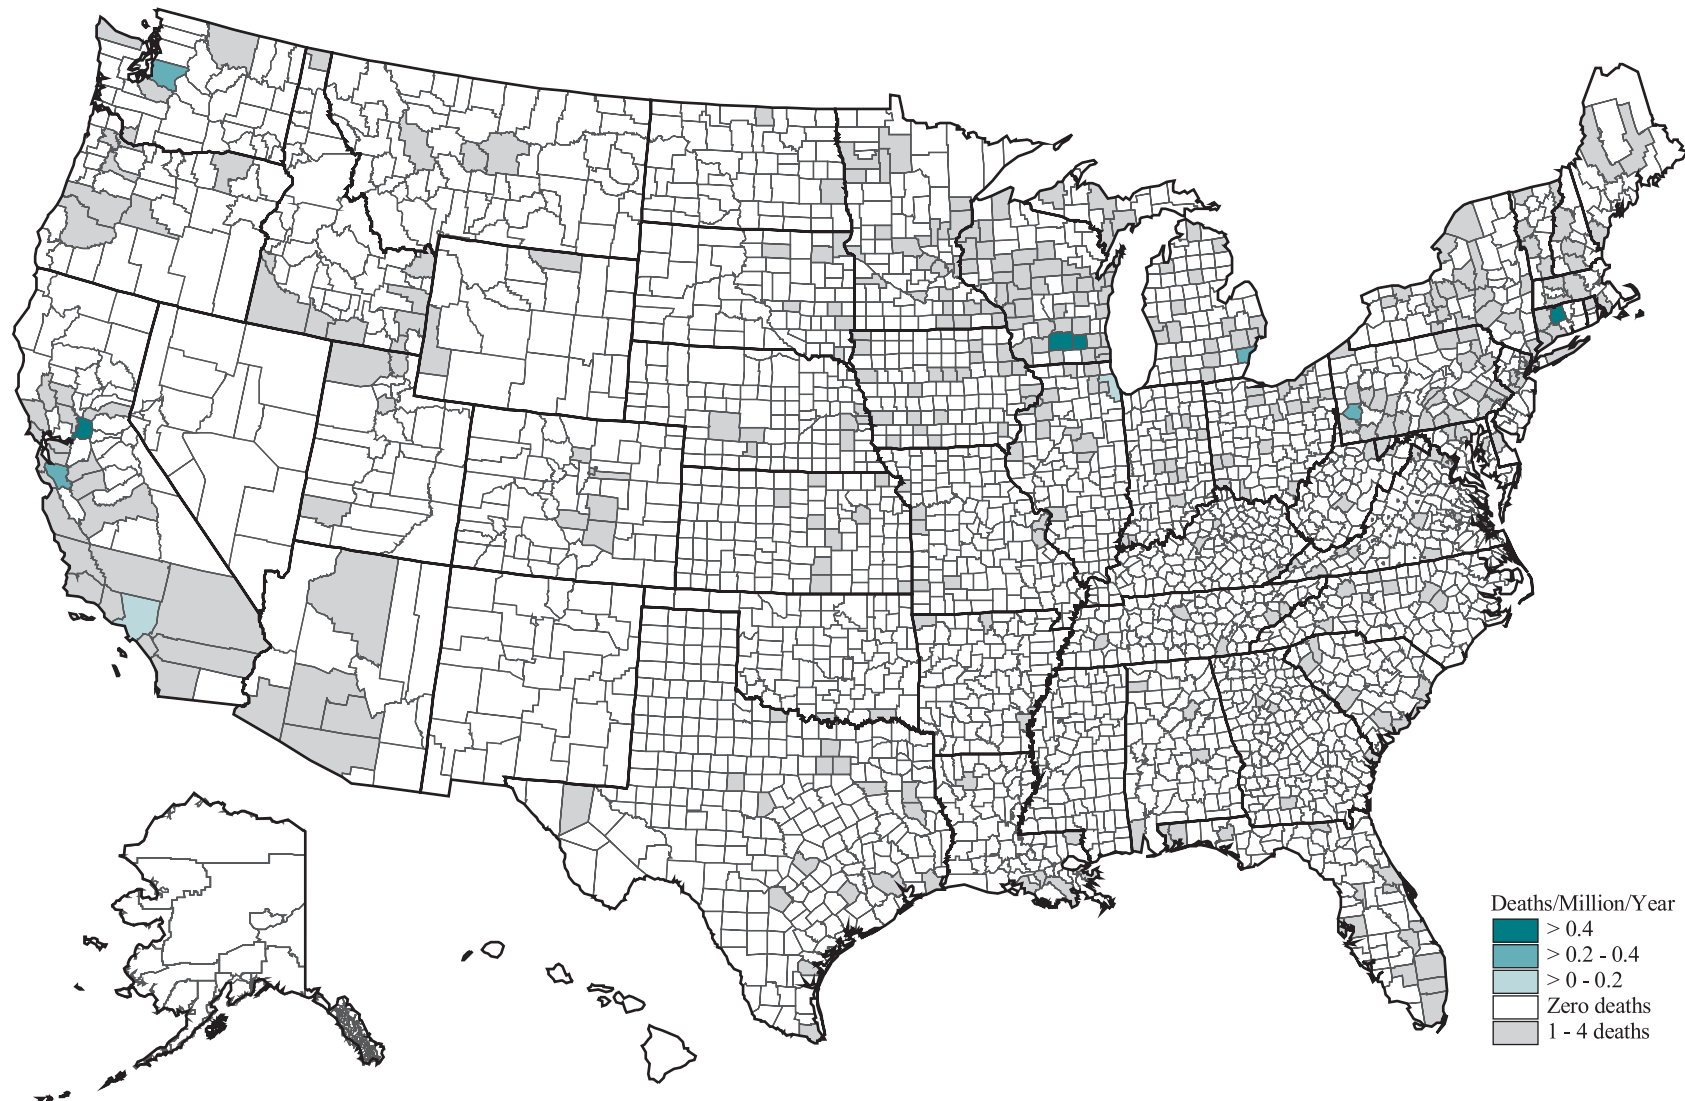 Deaths/Million/Year
> 0.4
> 0.2 - 0.4
> 0 - 0.2
Zero deaths
1 - 4 deaths